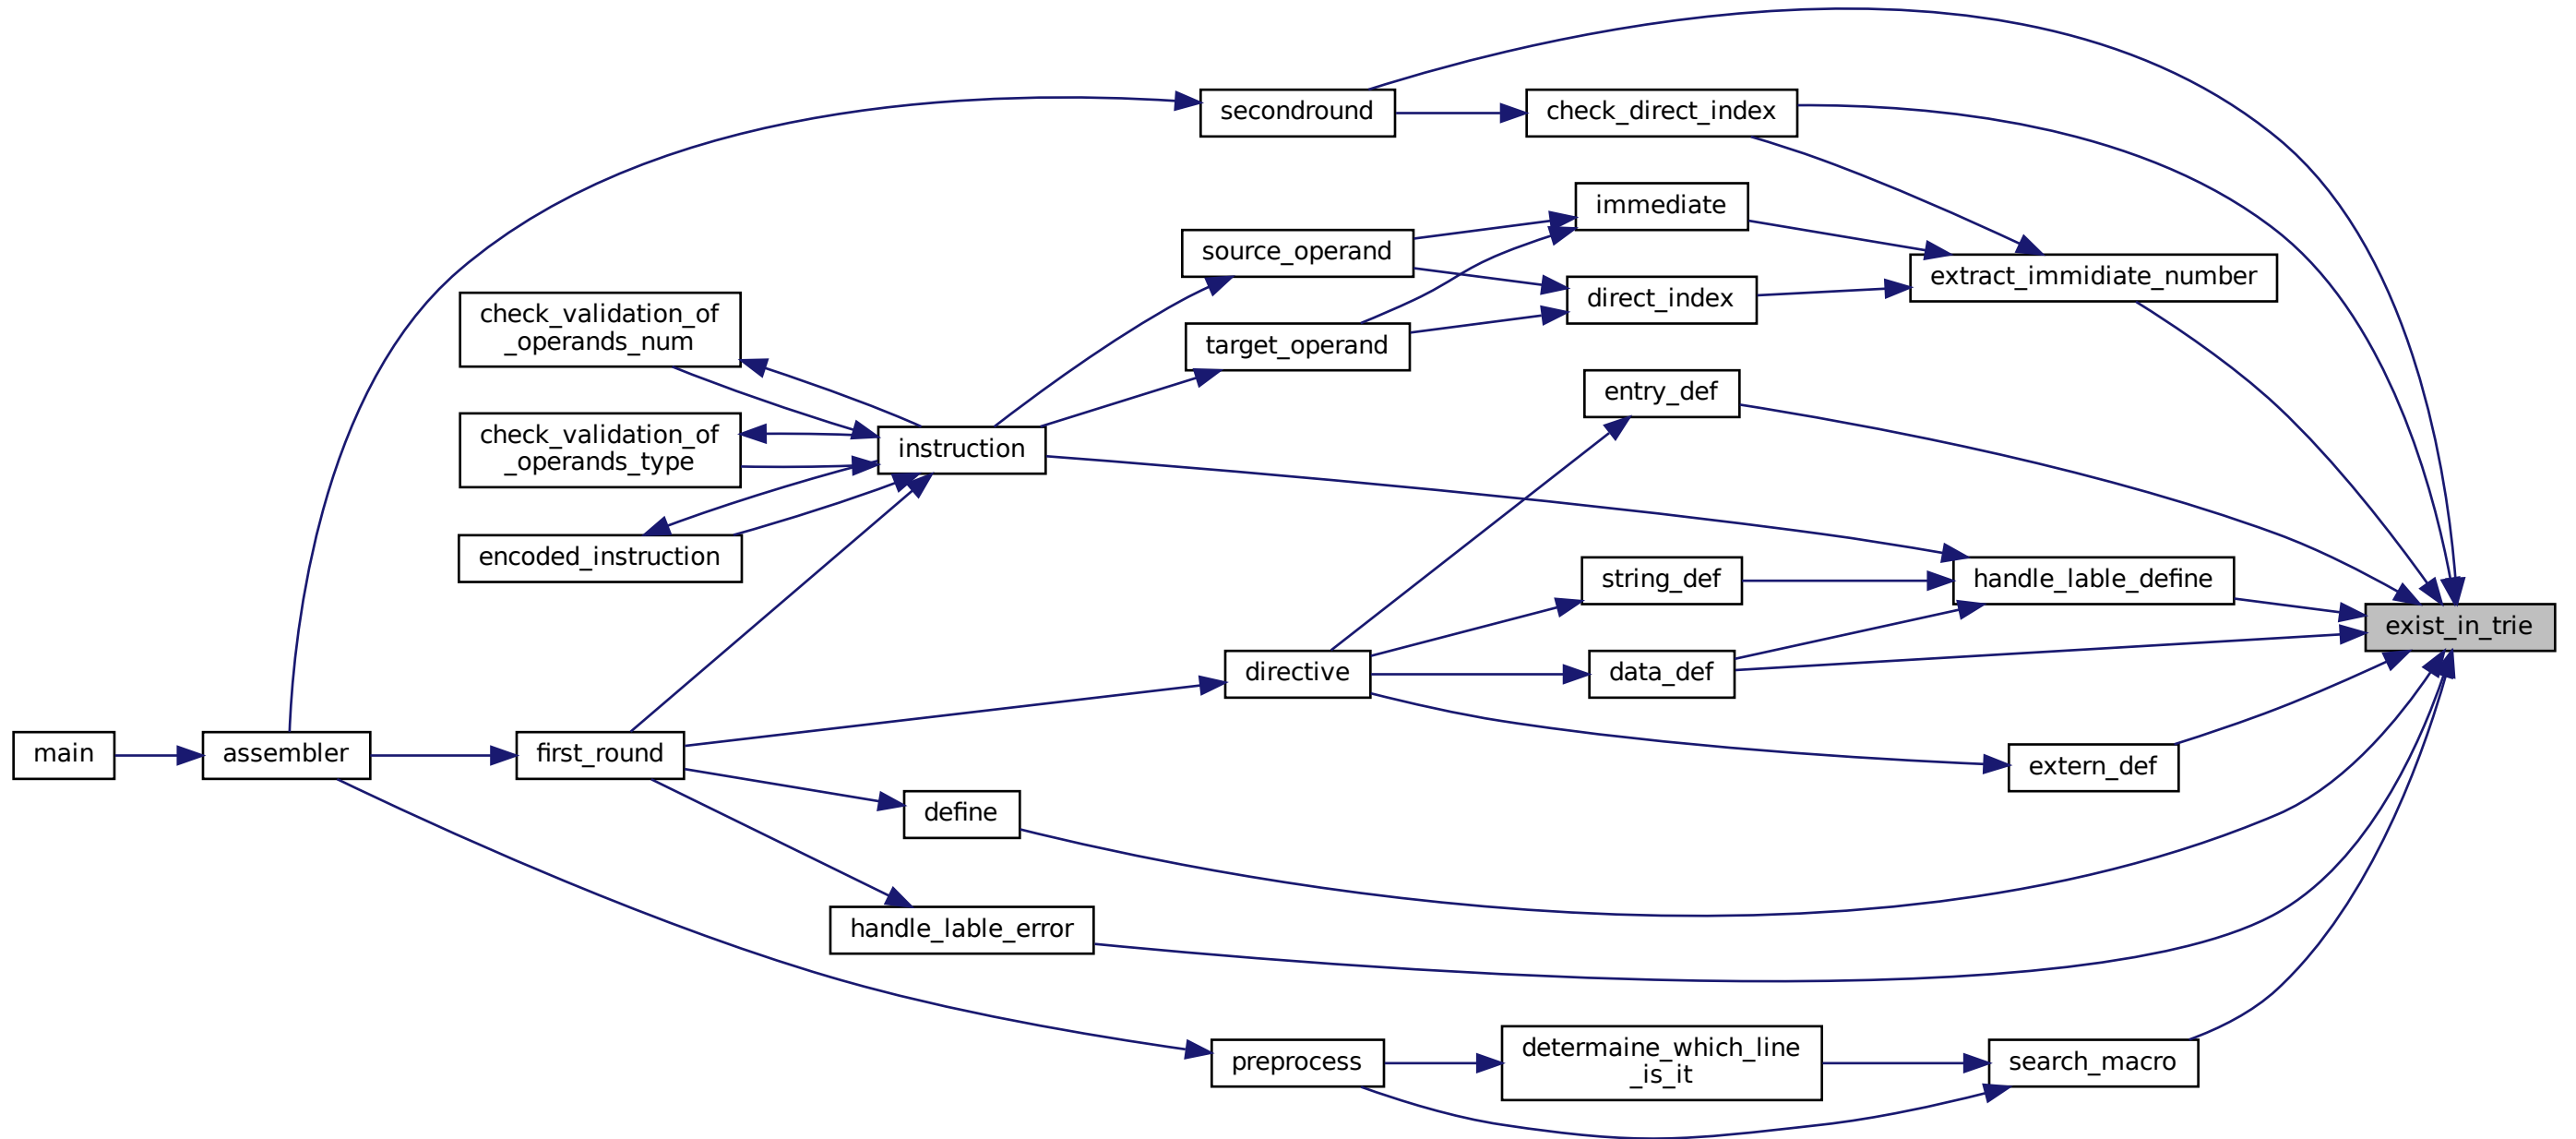 secondround
check_direct_index
immediate
source_operand
extract_immidiate_number
direct_index
check_validation_of
_operands_num
target_operand
entry_def
check_validation_of
_operands_type
instruction
encoded_instruction
string_def
handle_lable_define
exist_in_trie
directive
data_def
main
assembler
first_round
extern_def
define
handle_lable_error
preprocess
determaine_which_line
_is_it
search_macro